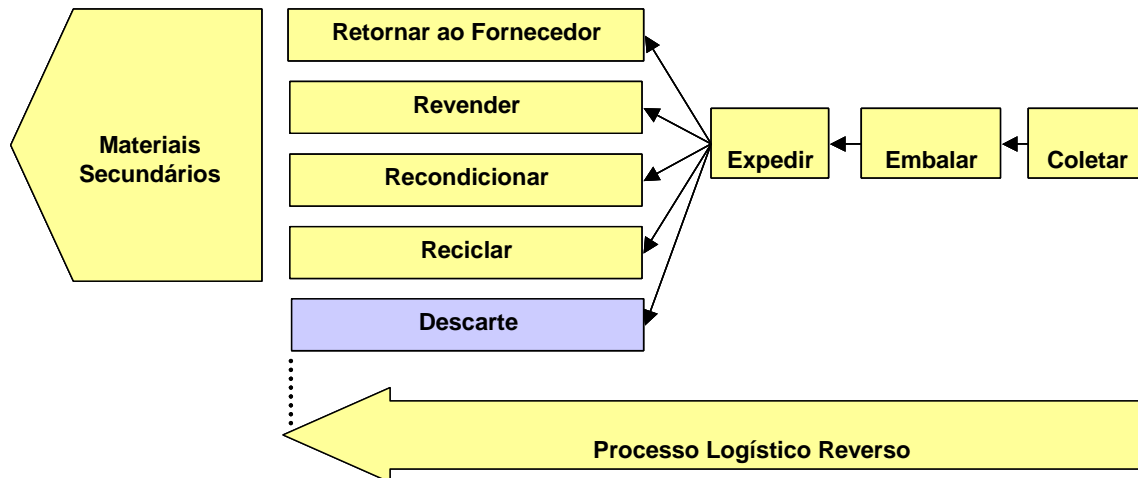 Retornar ao Fornecedor
Revender
Materiais
Secundários
Expedir
Embalar
Coletar
Recondicionar
Reciclar
Descarte
Processo Logístico Reverso